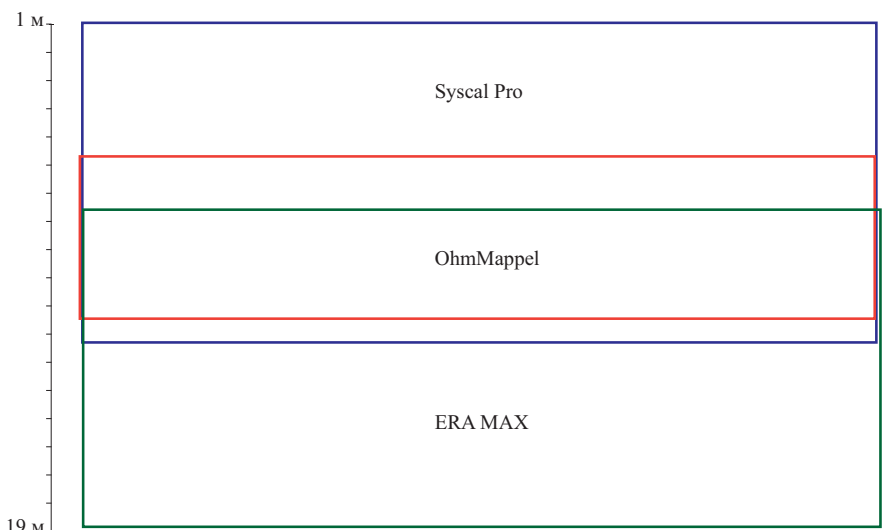 1 м
Syscal Pro
OhmMappel
ERA MAX
19 м